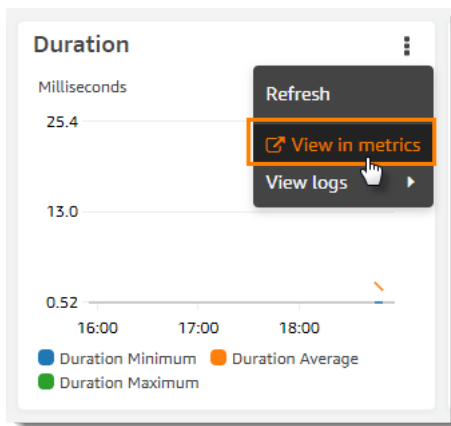 Duration
Milliseconds
Refresh
25.4
View in metrics
View logs
13.0
0.52
16:00 17:00 18:00
Duration Minimum Duration Average
Duration Maximum